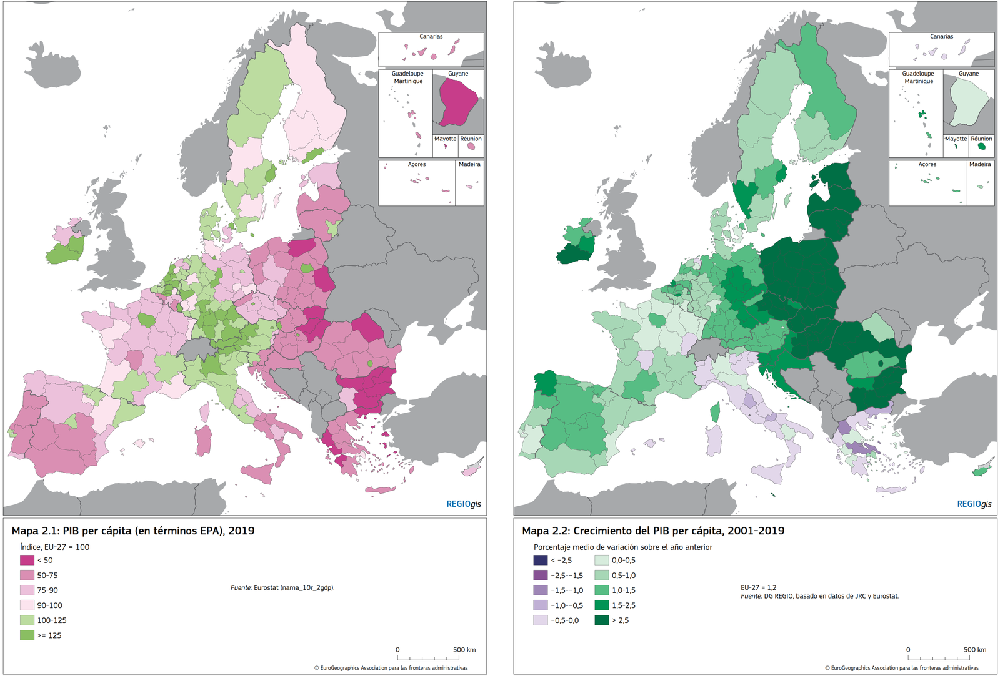 Canarias
Guadeloupe
Martinique
Guyane
Mayotte
Réunion
Açores
Madeira
REGIOgis
Mapa 2.1: PIB per cápita (en términos EPA), 2019
Índice, EU-27 = 100
< 50
50-75
75-90
90-100
100-125
>= 125
Fuente: Eurostat (nama_10r_2gdp).
0 500 km
© EuroGeographics Association para las fronteras administrativas
Canarias
Guadeloupe
Martinique
Guyane
Mayotte
Réunion
Açores
Madeira
REGIOgis
Mapa 2.2: Crecimiento del PIB per cápita, 2001–2019
Porcentaje medio de variación sobre el año anterior
< −2,5
−2,5-−1,5
−1,5-−1,0
−1,0-−0,5
−0,5-0,0
0,0-0,5
0,5-1,0
1,0-1,5
1,5-2,5
> 2,5
EU-27 = 1,2
Fuente: DG REGIO, basado en datos de JRC y Eurostat.
0 500 km
© EuroGeographics Association para las fronteras administrativas